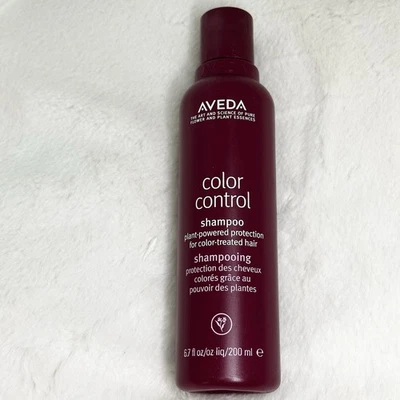 AVEDA
THE ART AND SCIENCE OF PURE
FLOWER AND PLANT ESSENCES
color
control
shampoo
plant-powered protection
for color-treated hair
shampooing
protection des cheveux
colorés grâce au
pouvoir des plantes
6.7 fl oz/oz liq/200 ml e